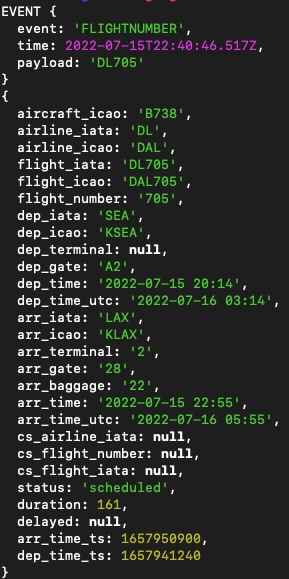 EVENT {
  event: 'FLIGHTNUMBER',
  time: 2022-07-15T22:40:46.517Z,
  payload: 'DL705'
}
{
  aircraft_icao: 'B738',
  airline_iata: 'DL',
  airline_icao: 'DAL',
  flight_iata: 'DL705',
  flight_icao: 'DAL705',
  flight_number: '705',
  dep_iata: 'SEA',
  dep_icao: 'KSEA',
  dep_terminal: null,
  dep_gate: 'A2',
  dep_time: '2022-07-15 20:14',
  dep_time_utc: '2022-07-16 03:14',
  arr_iata: 'LAX',
  arr_icao: 'KLAX',
  arr_terminal: '2',
  arr_gate: '28',
  arr_baggage: '22',
  arr_time: '2022-07-15 22:55',
  arr_time_utc: '2022-07-16 05:55',
  cs_airline_iata: null,
  cs_flight_number: null,
  cs_flight_iata: null,
  status: 'scheduled',
  duration: 161,
  delayed: null,
  arr_time_ts: 1657950900,
  dep_time_ts: 1657941240
}